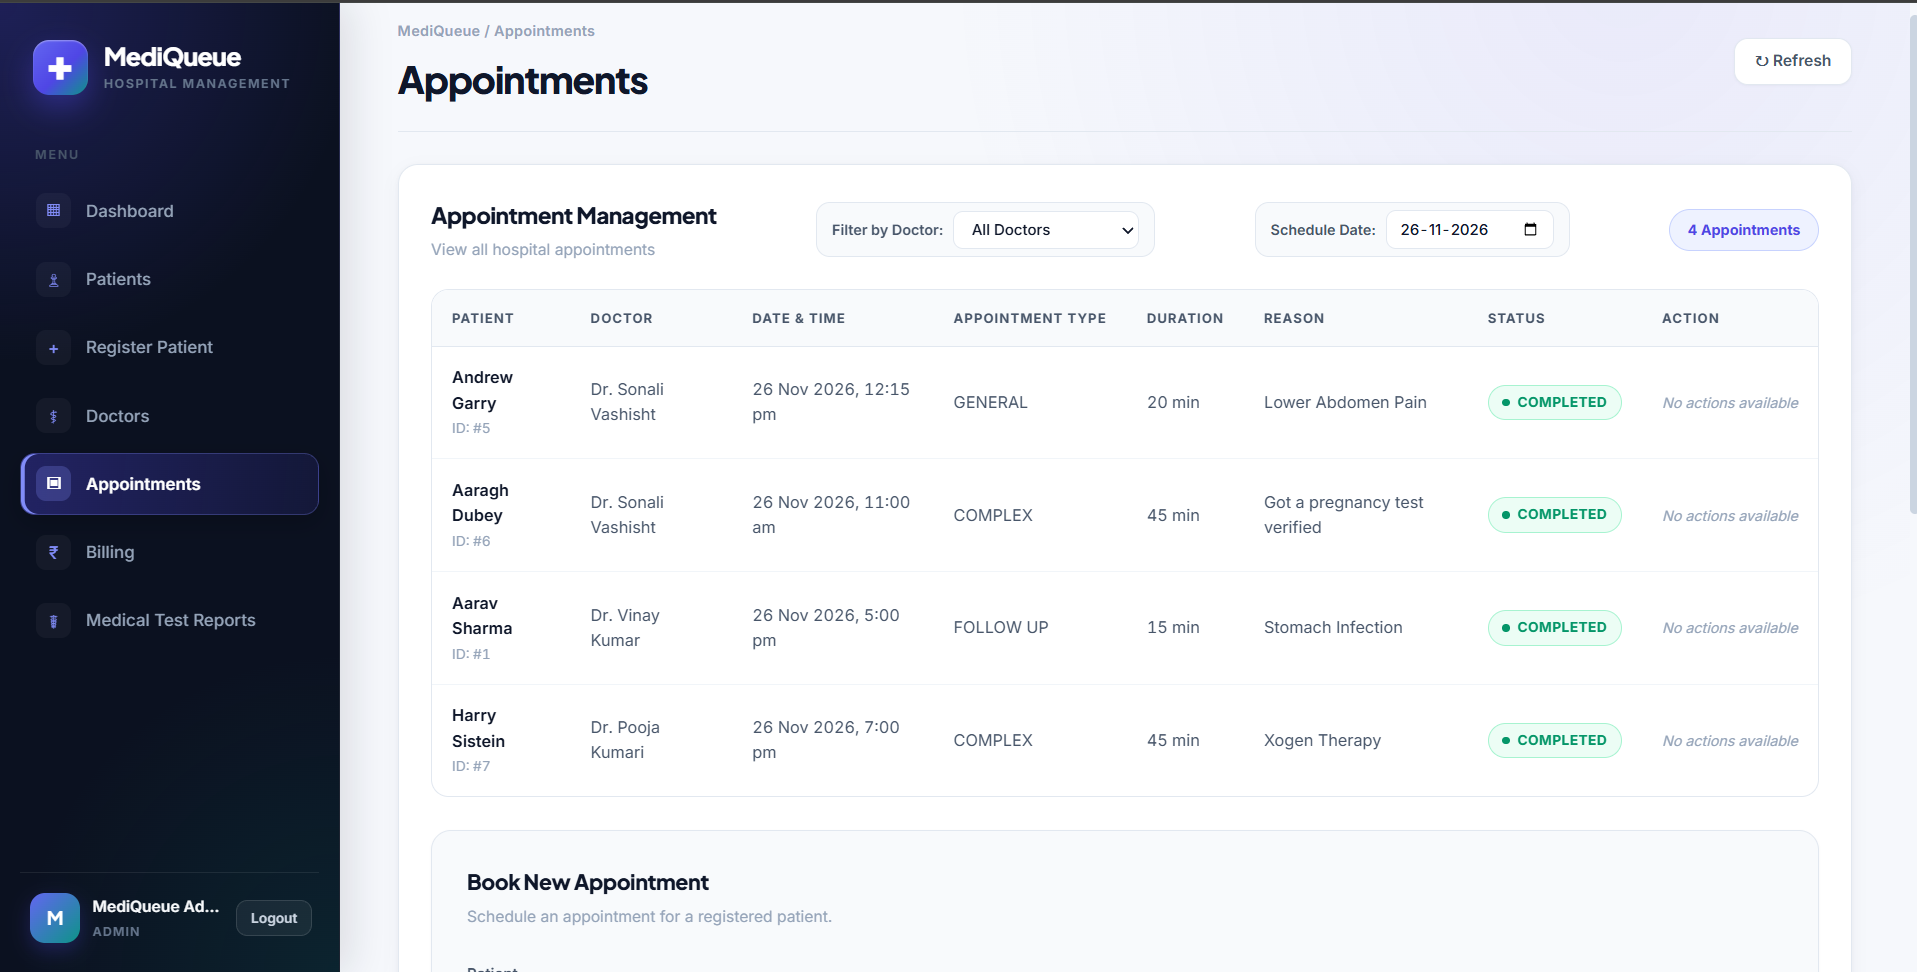 MediQueue
HOSPITAL MANAGEMENT
MENU
Dashboard
Patients
Register Patient
Doctors
Appointments
Billing
Medical Test Reports
M
MediQueue Ad...
ADMIN
Logout
MediQueue / Appointments
Appointments
↻ Refresh
Appointment Management
View all hospital appointments
Filter by Doctor: All Doctors
Schedule Date: 26-11-2026
4 Appointments
PATIENT DOCTOR DATE & TIME APPOINTMENT TYPE DURATION REASON STATUS ACTION
Andrew
Garry
ID: #5
Dr. Sonali
Vashisht
26 Nov 2026, 12:15
pm
GENERAL
20 min
Lower Abdomen Pain
COMPLETED
No actions available
Aaragh
Dubey
ID: #6
Dr. Sonali
Vashisht
26 Nov 2026, 11:00
am
COMPLEX
45 min
Got a pregnancy test
verified
COMPLETED
No actions available
Aarav
Sharma
ID: #1
Dr. Vinay
Kumar
26 Nov 2026, 5:00
pm
FOLLOW UP
15 min
Stomach Infection
COMPLETED
No actions available
Harry
Sistein
ID: #7
Dr. Pooja
Kumari
26 Nov 2026, 7:00
pm
COMPLEX
45 min
Xogen Therapy
COMPLETED
No actions available
Book New Appointment
Schedule an appointment for a registered patient.
Patient